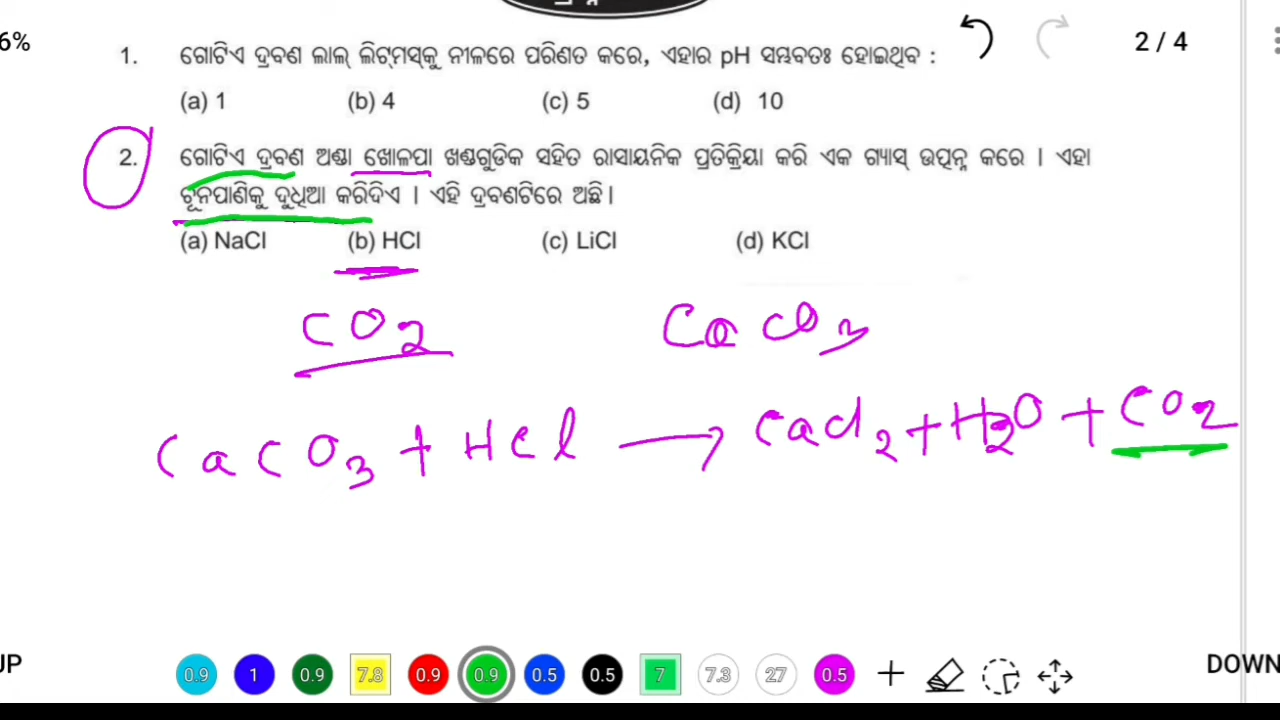 6%
2 / 4
1. ଗୋଟିଏ ଦ୍ରବଣ ଲାଲ୍ ଲିଟ୍ମସ୍‌କୁ ନୀଳରେ ପରିଣତ କରେ, ଏହାର pH ସମ୍ଭବତଃ ହୋଇଥିବ :
(a) 1 (b) 4 (c) 5 (d) 10
2. ଗୋଟିଏ ଦ୍ରବଣ ଅଣ୍ଡା ଖୋଳପା ଖଣ୍ଡଗୁଡିକ ସହିତ ରାସାୟନିକ ପ୍ରତିକ୍ରିୟା କରି ଏକ ଗ୍ୟାସ୍ ଉତ୍ପନ୍ନ କରେ । ଏହା
ଚୂନପାଣିକୁ ଦୁଧିଆ କରିଦିଏ । ଏହି ଦ୍ରବଣଟିରେ ଅଛି।
(a) NaCl (b) HCl (c) LiCl (d) KCl
CO2
CaCO3 + HCl → CaCl2 + H2O + CO2
UP
DOWN
0.9 1 0.9 7.8 0.9 0.9 0.5 0.5 7 7.3 27 0.5